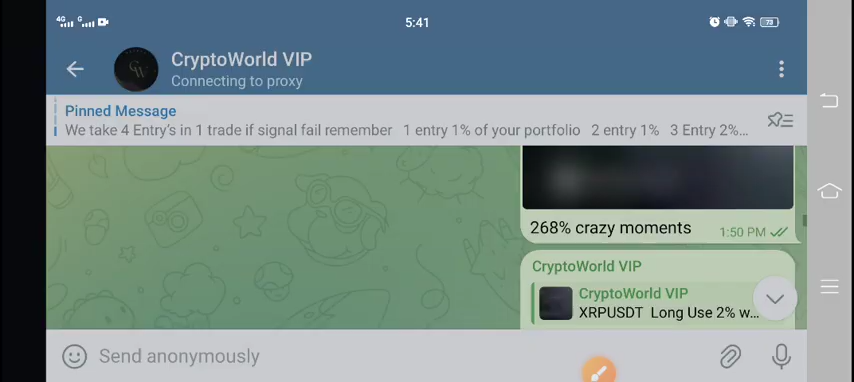 4G G 5:41 73
CryptoWorld VIP
Connecting to proxy
Pinned Message
We take 4 Entry's in 1 trade if signal fail remember 1 entry 1% of your portfolio 2 entry 1% 3 Entry 2%...
268% crazy moments 1:50 PM
CryptoWorld VIP
CryptoWorld VIP
XRPUSDT Long Use 2% w...
Send anonymously